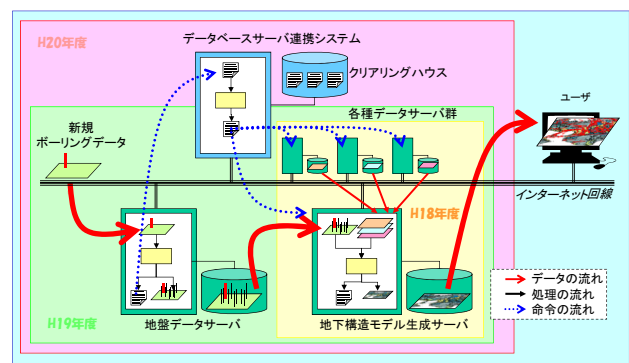 H20年度
データベースサーバ連携システム
クリアリングハウス
各種データサーバ群
新規
ボーリングデータ
ユーザ
インターネット回線
H18年度
H19年度
地盤データサーバ
地下構造モデル生成サーバ
データの流れ
処理の流れ
命令の流れ